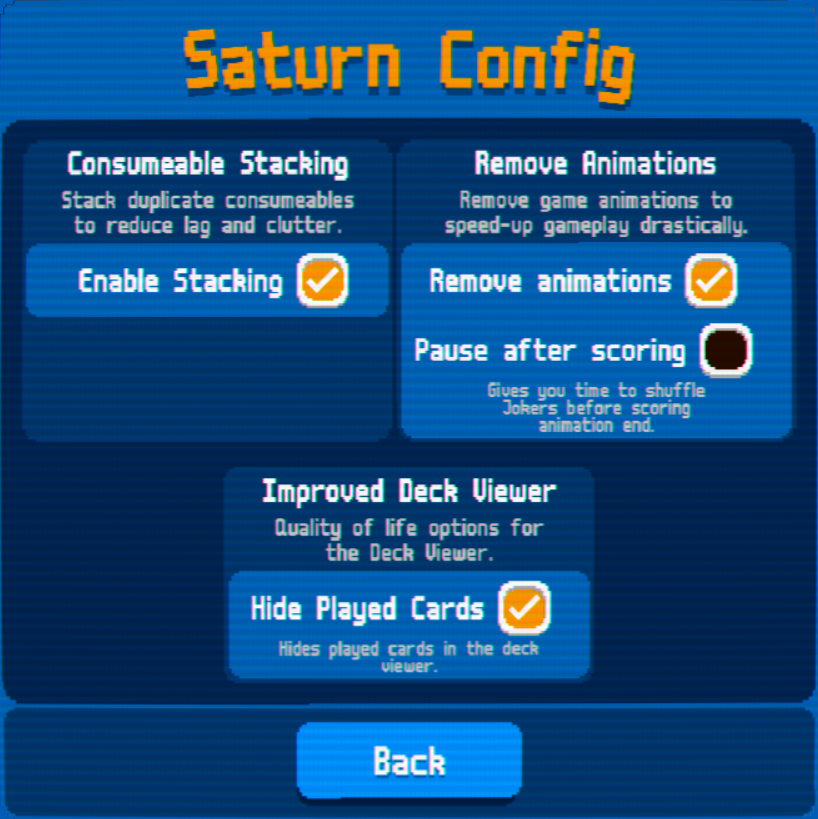 Saturn Config
Consumeable Stacking
Stack duplicate consumeables
to reduce lag and clutter.
Enable Stacking
Remove Animations
Remove game animations to
speed-up gameplay drastically.
Remove animations
Pause after scoring
Gives you time to shuffle
Jokers before scoring
animation end.
Improved Deck Viewer
Quality of life options for
the Deck Viewer.
Hide Played Cards
Hides played cards in the deck
viewer.
Back